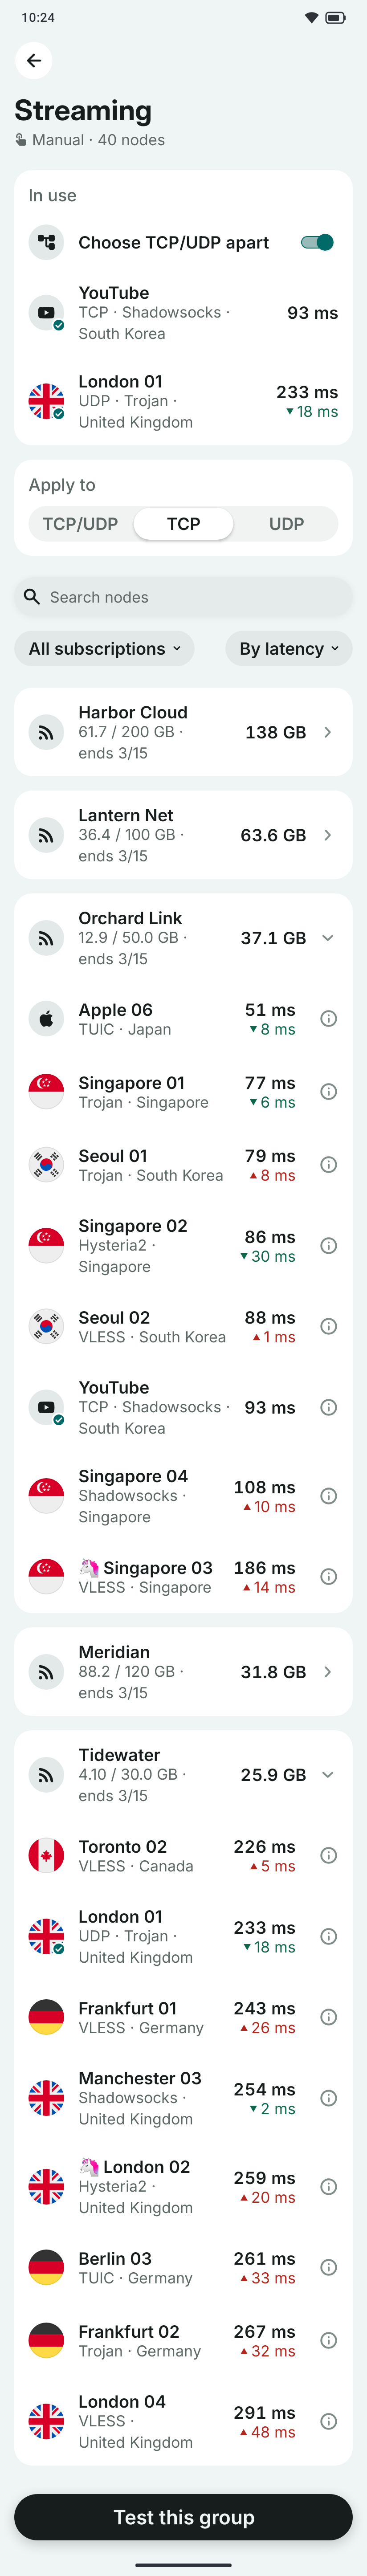 10:24
Streaming
Manual · 40 nodes
In use
Choose TCP/UDP apart
YouTube
TCP · Shadowsocks ·
South Korea
93 ms
London 01
UDP · Trojan ·
United Kingdom
233 ms
▼18 ms
Apply to
TCP/UDP TCP UDP
Search nodes
All subscriptions By latency
Harbor Cloud
61.7 / 200 GB ·
ends 3/15
138 GB
Lantern Net
36.4 / 100 GB ·
ends 3/15
63.6 GB
Orchard Link
12.9 / 50.0 GB ·
ends 3/15
37.1 GB
Apple 06
TUIC · Japan
51 ms
▼8 ms
Singapore 01
Trojan · Singapore
77 ms
▼6 ms
Seoul 01
Trojan · South Korea
79 ms
▲8 ms
Singapore 02
Hysteria2 ·
Singapore
86 ms
▼30 ms
Seoul 02
VLESS · South Korea
88 ms
▲1 ms
YouTube
TCP · Shadowsocks ·
South Korea
93 ms
Singapore 04
Shadowsocks ·
Singapore
108 ms
▲10 ms
🦄 Singapore 03
VLESS · Singapore
186 ms
▲14 ms
Meridian
88.2 / 120 GB ·
ends 3/15
31.8 GB
Tidewater
4.10 / 30.0 GB ·
ends 3/15
25.9 GB
Toronto 02
VLESS · Canada
226 ms
▲5 ms
London 01
UDP · Trojan ·
United Kingdom
233 ms
▼18 ms
Frankfurt 01
VLESS · Germany
243 ms
▲26 ms
Manchester 03
Shadowsocks ·
United Kingdom
254 ms
▼2 ms
🦄 London 02
Hysteria2 ·
United Kingdom
259 ms
▲20 ms
Berlin 03
TUIC · Germany
261 ms
▲33 ms
Frankfurt 02
Trojan · Germany
267 ms
▲32 ms
London 04
VLESS ·
United Kingdom
291 ms
▲48 ms
Test this group